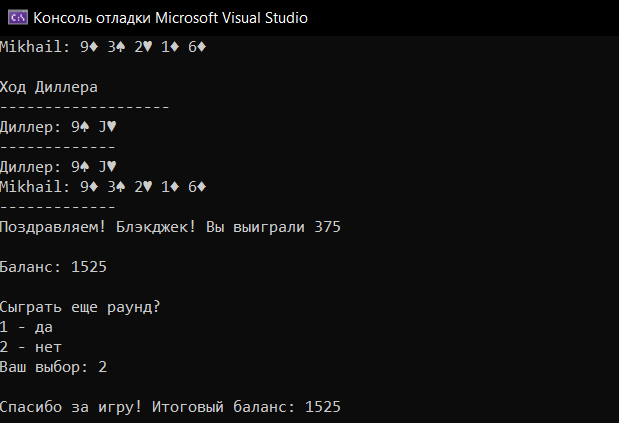 Консоль отладки Microsoft Visual Studio
Mikhail: 9♦ 3♠ 2♥ 1♦ 6♦
Ход Диллера
-------------------
Диллер: 9♠ J♥
-------------
Диллер: 9♠ J♥
Mikhail: 9♦ 3♠ 2♥ 1♦ 6♦
-------------
Поздравляем! Блэкджек! Вы выиграли 375
Баланс: 1525
Сыграть еще раунд?
1 - да
2 - нет
Ваш выбор: 2
Спасибо за игру! Итоговый баланс: 1525